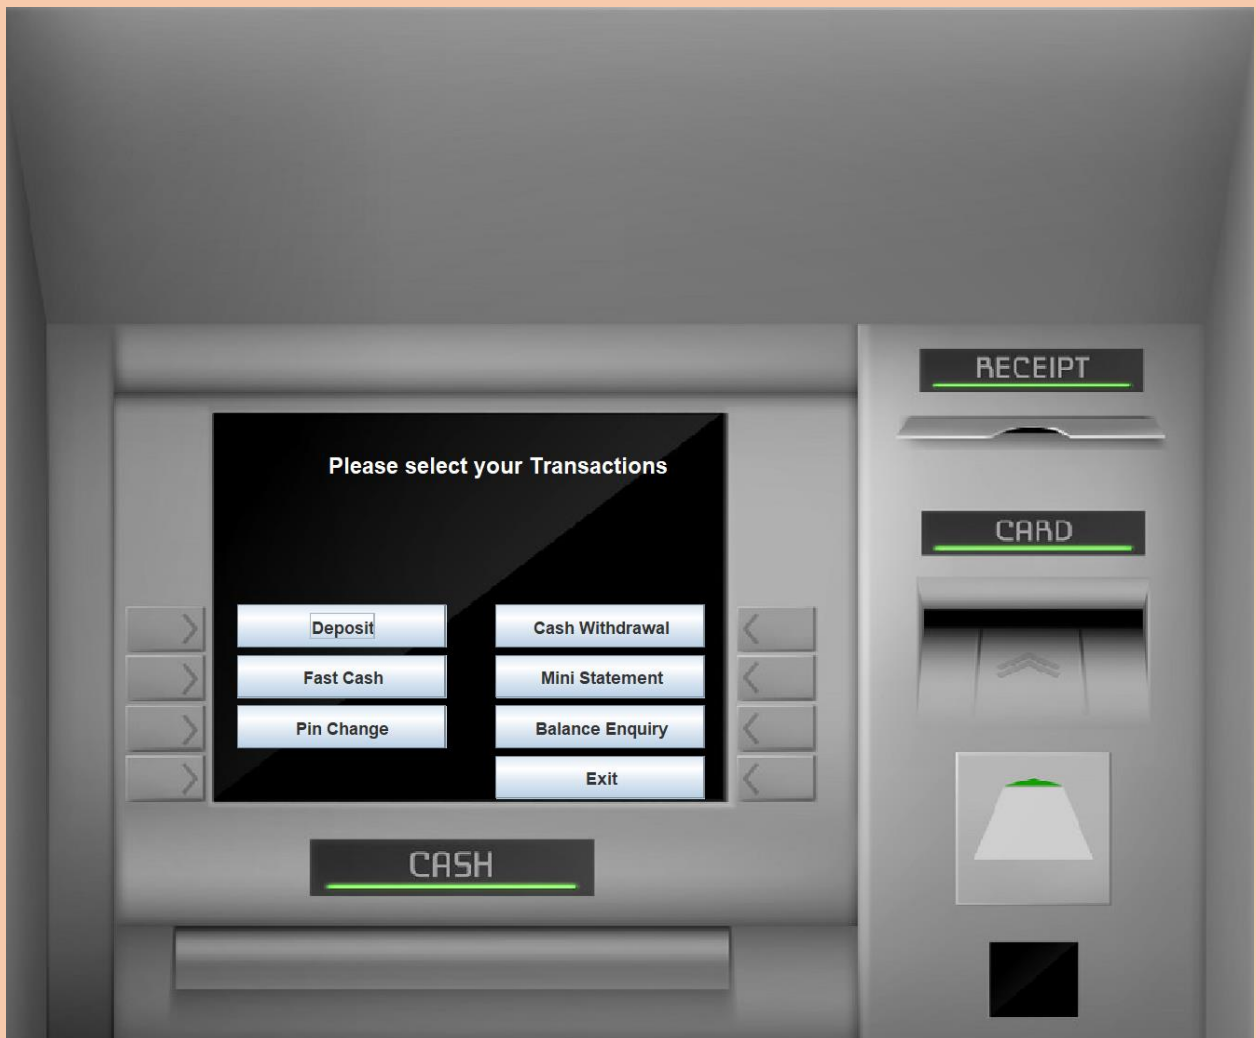 RECEIPT
Please select your Transactions
CARD
Deposit
Cash Withdrawal
Fast Cash
Mini Statement
Pin Change
Balance Enquiry
Exit
CASH